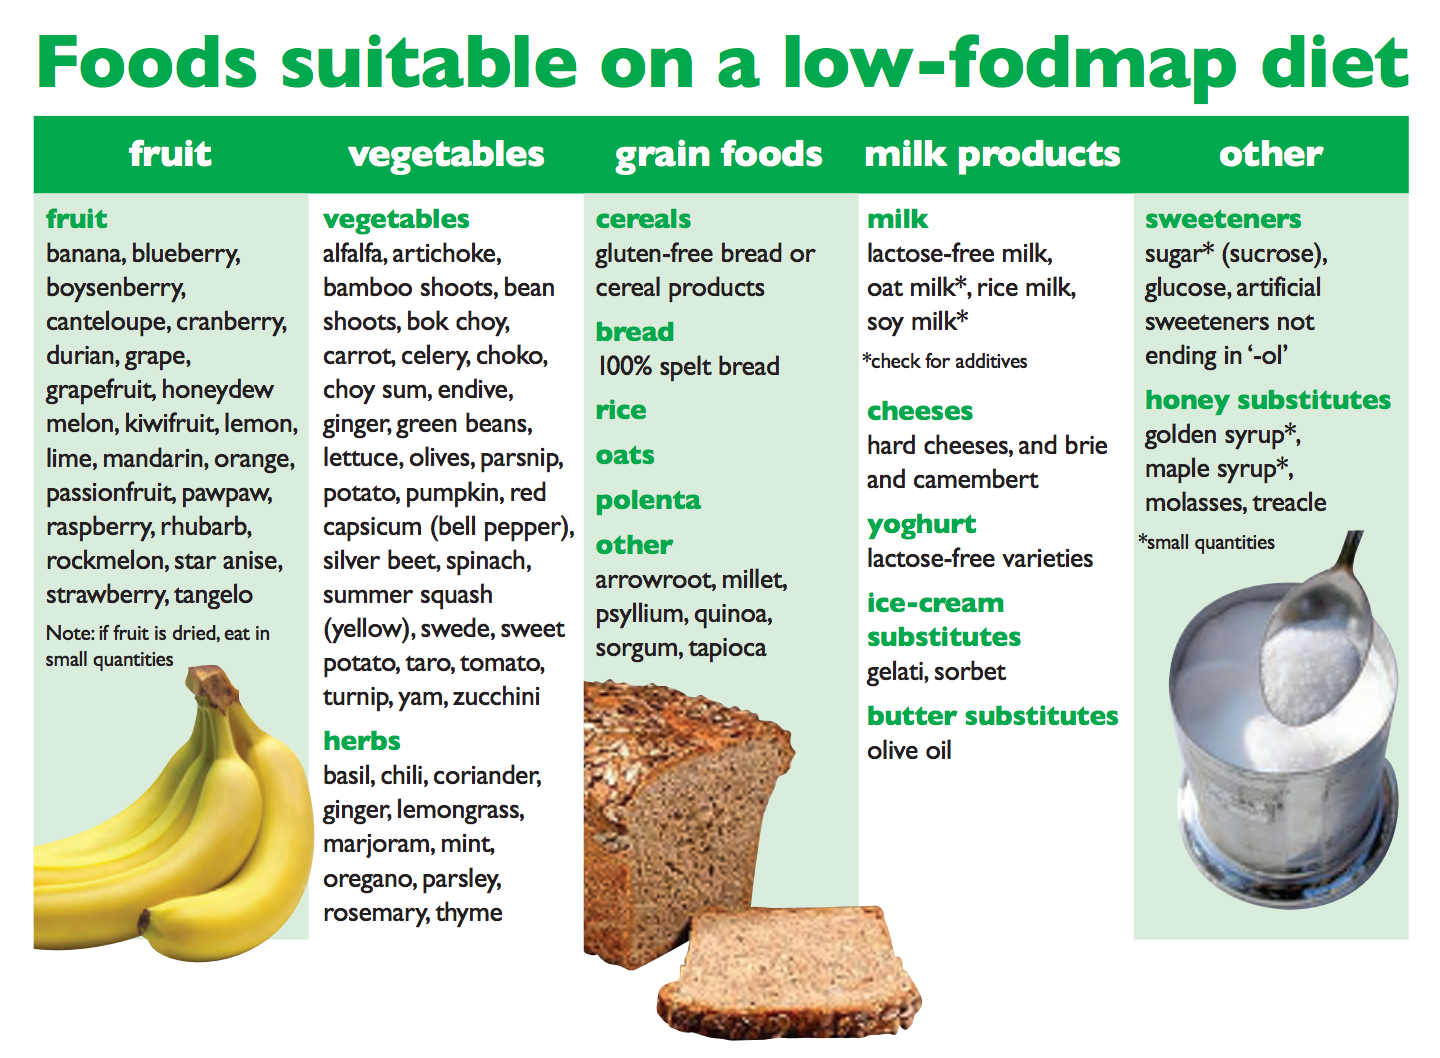 Foods suitable on a low-fodmap diet
fruit
vegetables
grain foods
milk products
other
fruit
banana, blueberry,
boysenberry,
canteloupe, cranberry,
durian, grape,
grapefruit, honeydew
melon, kiwifruit, lemon,
lime, mandarin, orange,
passionfruit, pawpaw,
raspberry, rhubarb,
rockmelon, star anise,
strawberry, tangelo
Note: if fruit is dried, eat in
small quantities
vegetables
alfalfa, artichoke,
bamboo shoots, bean
shoots, bok choy,
carrot, celery, choko,
choy sum, endive,
ginger, green beans,
lettuce, olives, parsnip,
potato, pumpkin, red
capsicum (bell pepper),
silver beet, spinach,
summer squash
(yellow), swede, sweet
potato, taro, tomato,
turnip, yam, zucchini
herbs
basil, chili, coriander,
ginger, lemongrass,
marjoram, mint,
oregano, parsley,
rosemary, thyme
cereals
gluten-free bread or
cereal products
bread
100% spelt bread
rice
oats
polenta
other
arrowroot, millet,
psyllium, quinoa,
sorgum, tapioca
milk
lactose-free milk,
oat milk*, rice milk,
soy milk*
*check for additives
cheeses
hard cheeses, and brie
and camembert
yoghurt
lactose-free varieties
ice-cream
substitutes
gelati, sorbet
butter substitutes
olive oil
sweeteners
sugar* (sucrose),
glucose, artificial
sweeteners not
ending in ‘-ol’
honey substitutes
golden syrup*,
maple syrup*,
molasses, treacle
*small quantities